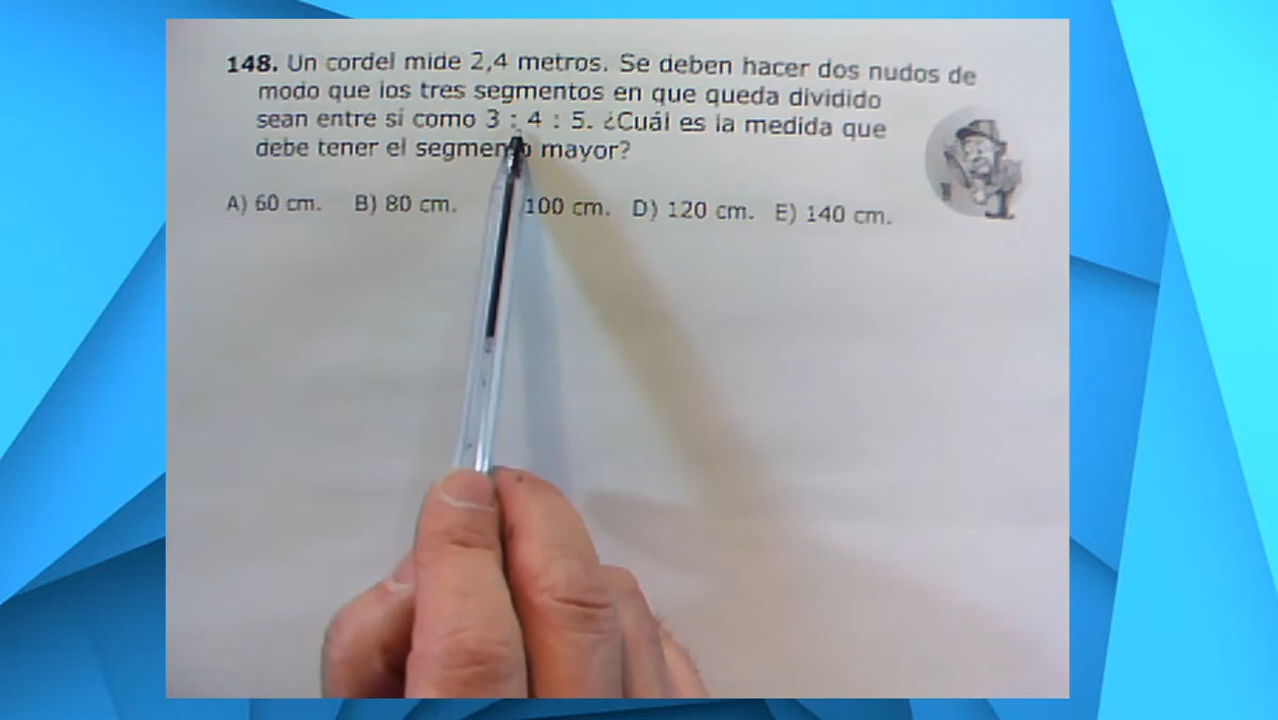 148. Un cordel mide 2,4 metros. Se deben hacer dos nudos de
modo que los tres segmentos en que queda dividido
sean entre sí como 3 : 4 : 5. ¿Cuál es la medida que
debe tener el segmento mayor?
A) 60 cm. B) 80 cm. 100 cm. D) 120 cm. E) 140 cm.